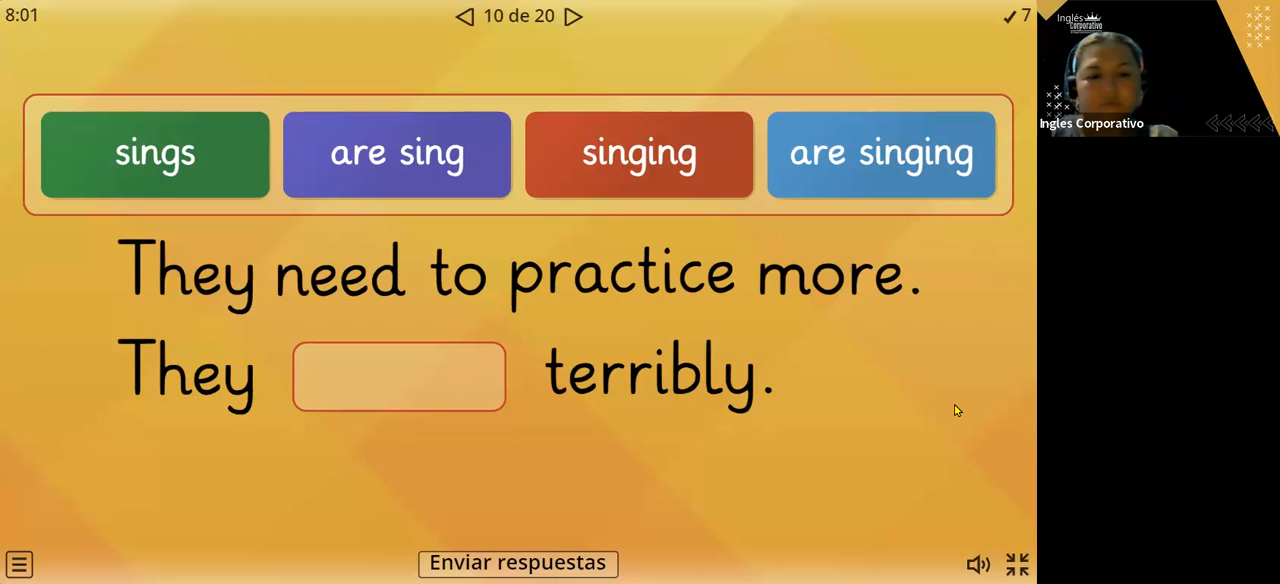 8:01
10 de 20
7
sings
are sing
singing
are singing
They need to practice more.
They terribly.
Enviar respuestas
Inglés
Corporativo
Ingles Corporativo